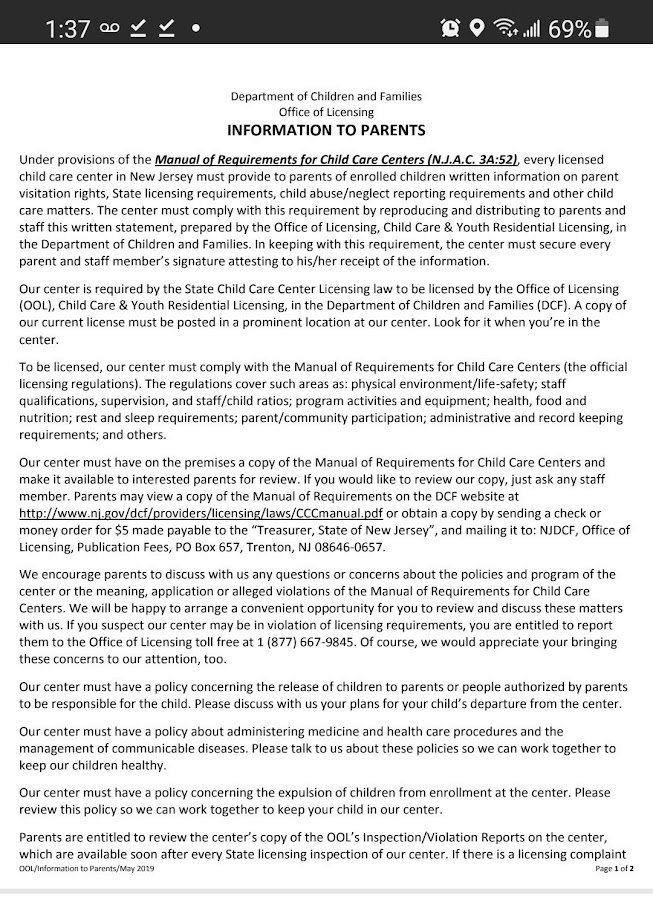 1:37
69%
Department of Children and Families
Office of Licensing
INFORMATION TO PARENTS
Under provisions of the Manual of Requirements for Child Care Centers (N.J.A.C. 3A:52), every licensed
child care center in New Jersey must provide to parents of enrolled children written information on parent
visitation rights, State licensing requirements, child abuse/neglect reporting requirements and other child
care matters. The center must comply with this requirement by reproducing and distributing to parents and
staff this written statement, prepared by the Office of Licensing, Child Care & Youth Residential Licensing, in
the Department of Children and Families. In keeping with this requirement, the center must secure every
parent and staff member’s signature attesting to his/her receipt of the information.
Our center is required by the State Child Care Center Licensing law to be licensed by the Office of Licensing
(OOL), Child Care & Youth Residential Licensing, in the Department of Children and Families (DCF). A copy of
our current license must be posted in a prominent location at our center. Look for it when you’re in the
center.
To be licensed, our center must comply with the Manual of Requirements for Child Care Centers (the official
licensing regulations). The regulations cover such areas as: physical environment/life-safety; staff
qualifications, supervision, and staff/child ratios; program activities and equipment; health, food and
nutrition; rest and sleep requirements; parent/community participation; administrative and record keeping
requirements; and others.
Our center must have on the premises a copy of the Manual of Requirements for Child Care Centers and
make it available to interested parents for review. If you would like to review our copy, just ask any staff
member. Parents may view a copy of the Manual of Requirements on the DCF website at
http://www.nj.gov/dcf/providers/licensing/laws/CCCmanual.pdf or obtain a copy by sending a check or
money order for $5 made payable to the “Treasurer, State of New Jersey”, and mailing it to: NJDCF, Office of
Licensing, Publication Fees, PO Box 657, Trenton, NJ 08646-0657.
We encourage parents to discuss with us any questions or concerns about the policies and program of the
center or the meaning, application or alleged violations of the Manual of Requirements for Child Care
Centers. We will be happy to arrange a convenient opportunity for you to review and discuss these matters
with us. If you suspect our center may be in violation of licensing requirements, you are entitled to report
them to the Office of Licensing toll free at 1 (877) 667-9845. Of course, we would appreciate your bringing
these concerns to our attention, too.
Our center must have a policy concerning the release of children to parents or people authorized by parents
to be responsible for the child. Please discuss with us your plans for your child’s departure from the center.
Our center must have a policy about administering medicine and health care procedures and the
management of communicable diseases. Please talk to us about these policies so we can work together to
keep our children healthy.
Our center must have a policy concerning the expulsion of children from enrollment at the center. Please
review this policy so we can work together to keep your child in our center.
Parents are entitled to review the center’s copy of the OOL’s Inspection/Violation Reports on the center,
which are available soon after every State licensing inspection of our center. If there is a licensing complaint
OOL/Information to Parents/May 2019
Page 1 of 2